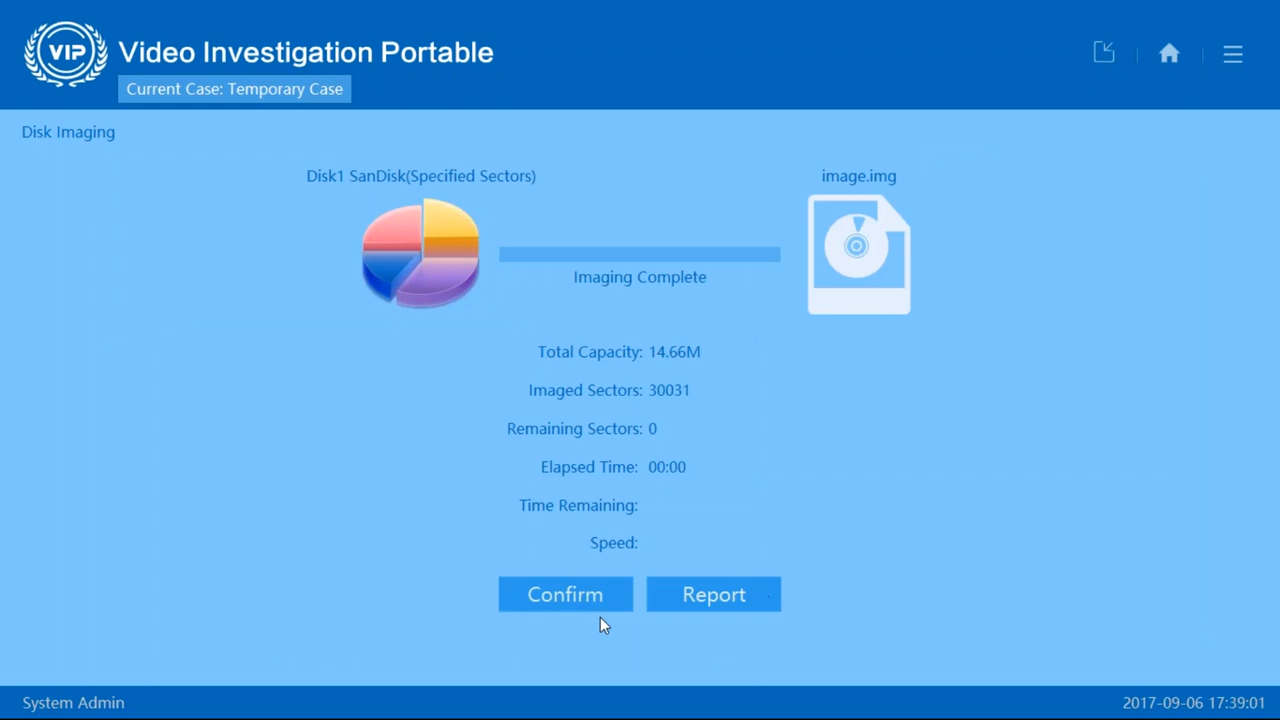 VIP
Video Investigation Portable
Current Case: Temporary Case
Disk Imaging
Disk1 SanDisk(Specified Sectors)
image.img
Imaging Complete
Total Capacity: 14.66M
Imaged Sectors: 30031
Remaining Sectors: 0
Elapsed Time: 00:00
Time Remaining:
Speed:
Confirm
Report
System Admin
2017-09-06 17:39:01